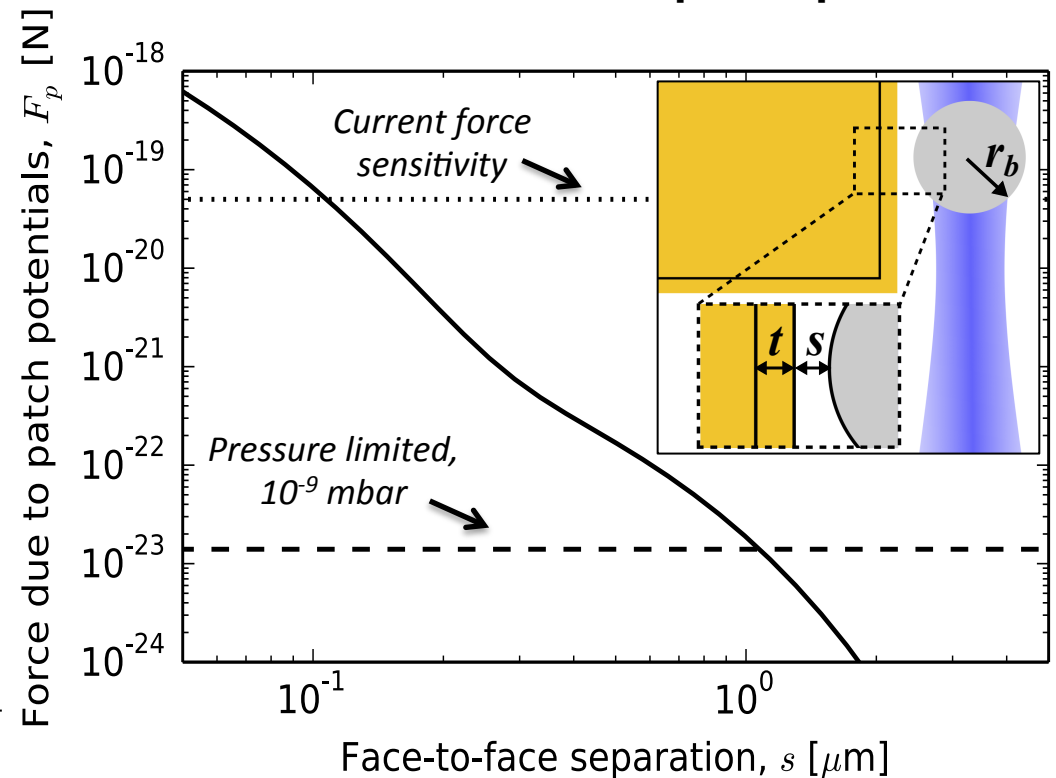 Force due to patch potentials, F_p [N]
10^-18
10^-19
10^-20
10^-21
10^-22
10^-23
10^-24
Current force
sensitivity
Pressure limited,
10^-9 mbar
r_b
t s
10^-1 10^0
Face-to-face separation, s [μm]